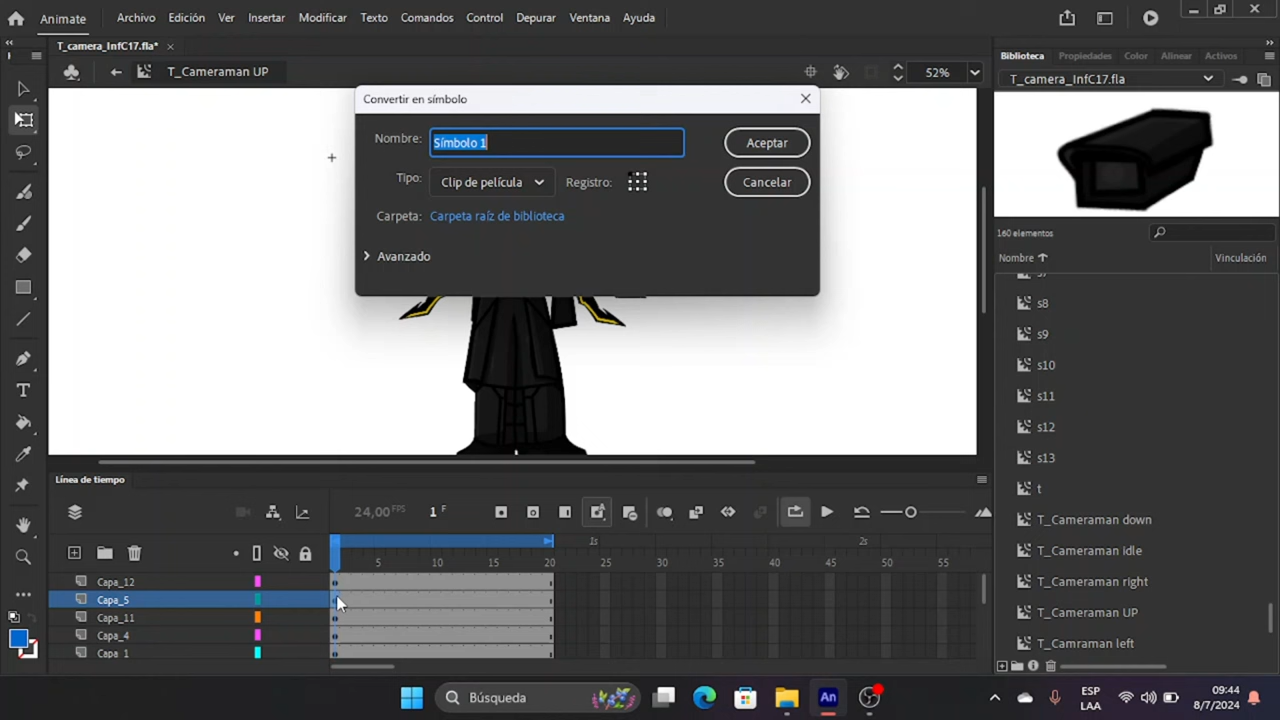 Animate
Archivo Edición Ver Insertar Modificar Texto Comandos Control Depurar Ventana Ayuda
T_camera_InfC17.fla*
T_Cameraman UP
52%
Convertir en símbolo
Nombre: Símbolo 1
Aceptar
Tipo: Clip de película
Registro:
Cancelar
Carpeta: Carpeta raíz de biblioteca
Avanzado
Biblioteca Propiedades Color Alinear Activos
T_camera_InfC17.fla
160 elementos
Nombre Vinculación
s7
s8
s9
s10
s11
s12
s13
t
T_Cameraman down
T_Cameraman idle
T_Cameraman right
T_Cameraman UP
T_Camraman left
Línea de tiempo
24,00 FPS 1 F
1s 2s
5 10 15 20 25 30 35 40 45 50 55
Capa_12
Capa_5
Capa_11
Capa_4
Capa_1
Búsqueda
An
ESP
LAA
09:44
8/7/2024